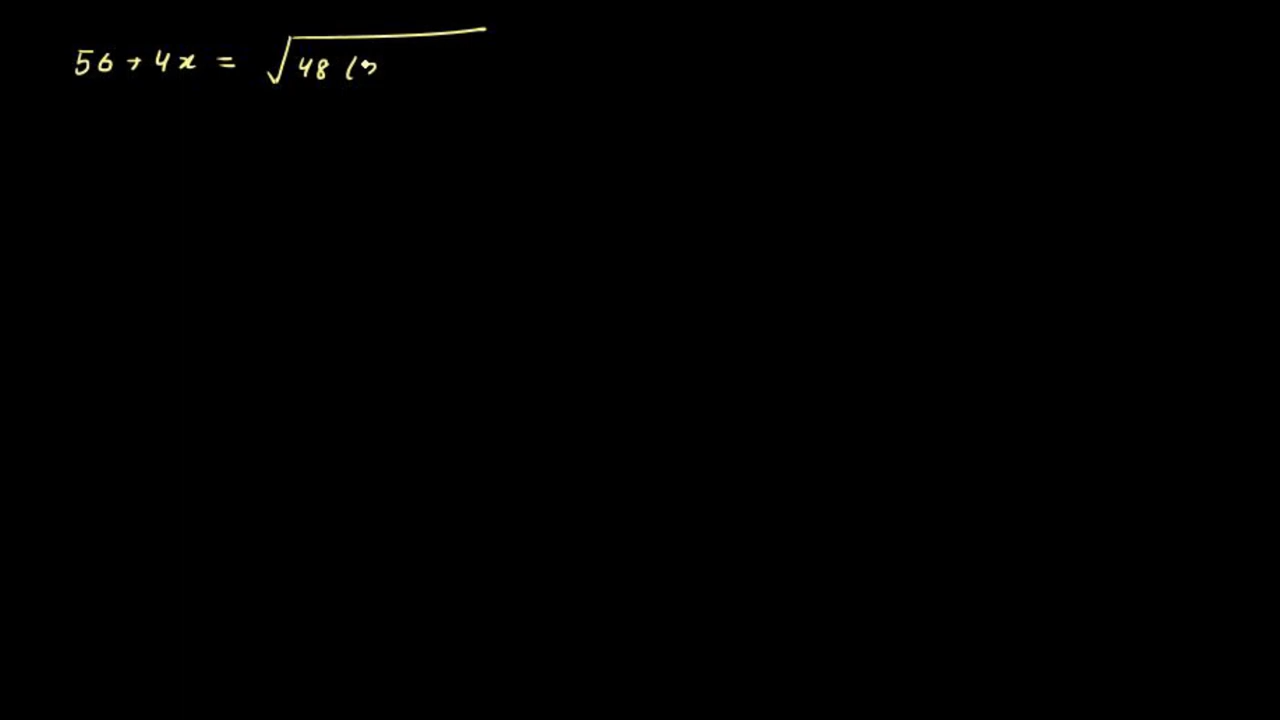 56 + 4x = √48 (